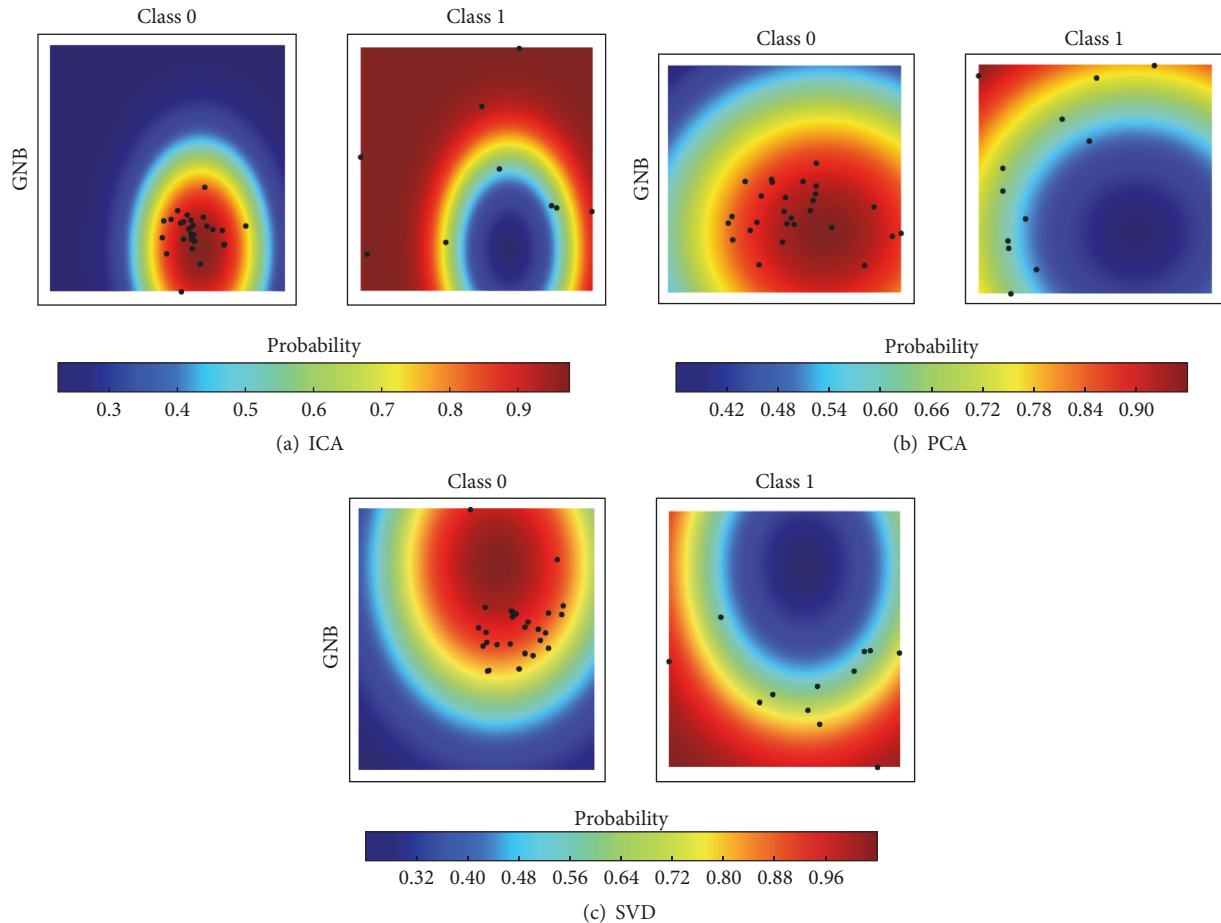 Class 0
Class 1
GNB
Probability
0.3 0.4 0.5 0.6 0.7 0.8 0.9
(a) ICA
Class 0
Class 1
GNB
Probability
0.42 0.48 0.54 0.60 0.66 0.72 0.78 0.84 0.90
(b) PCA
Class 0
Class 1
GNB
Probability
0.32 0.40 0.48 0.56 0.64 0.72 0.80 0.88 0.96
(c) SVD